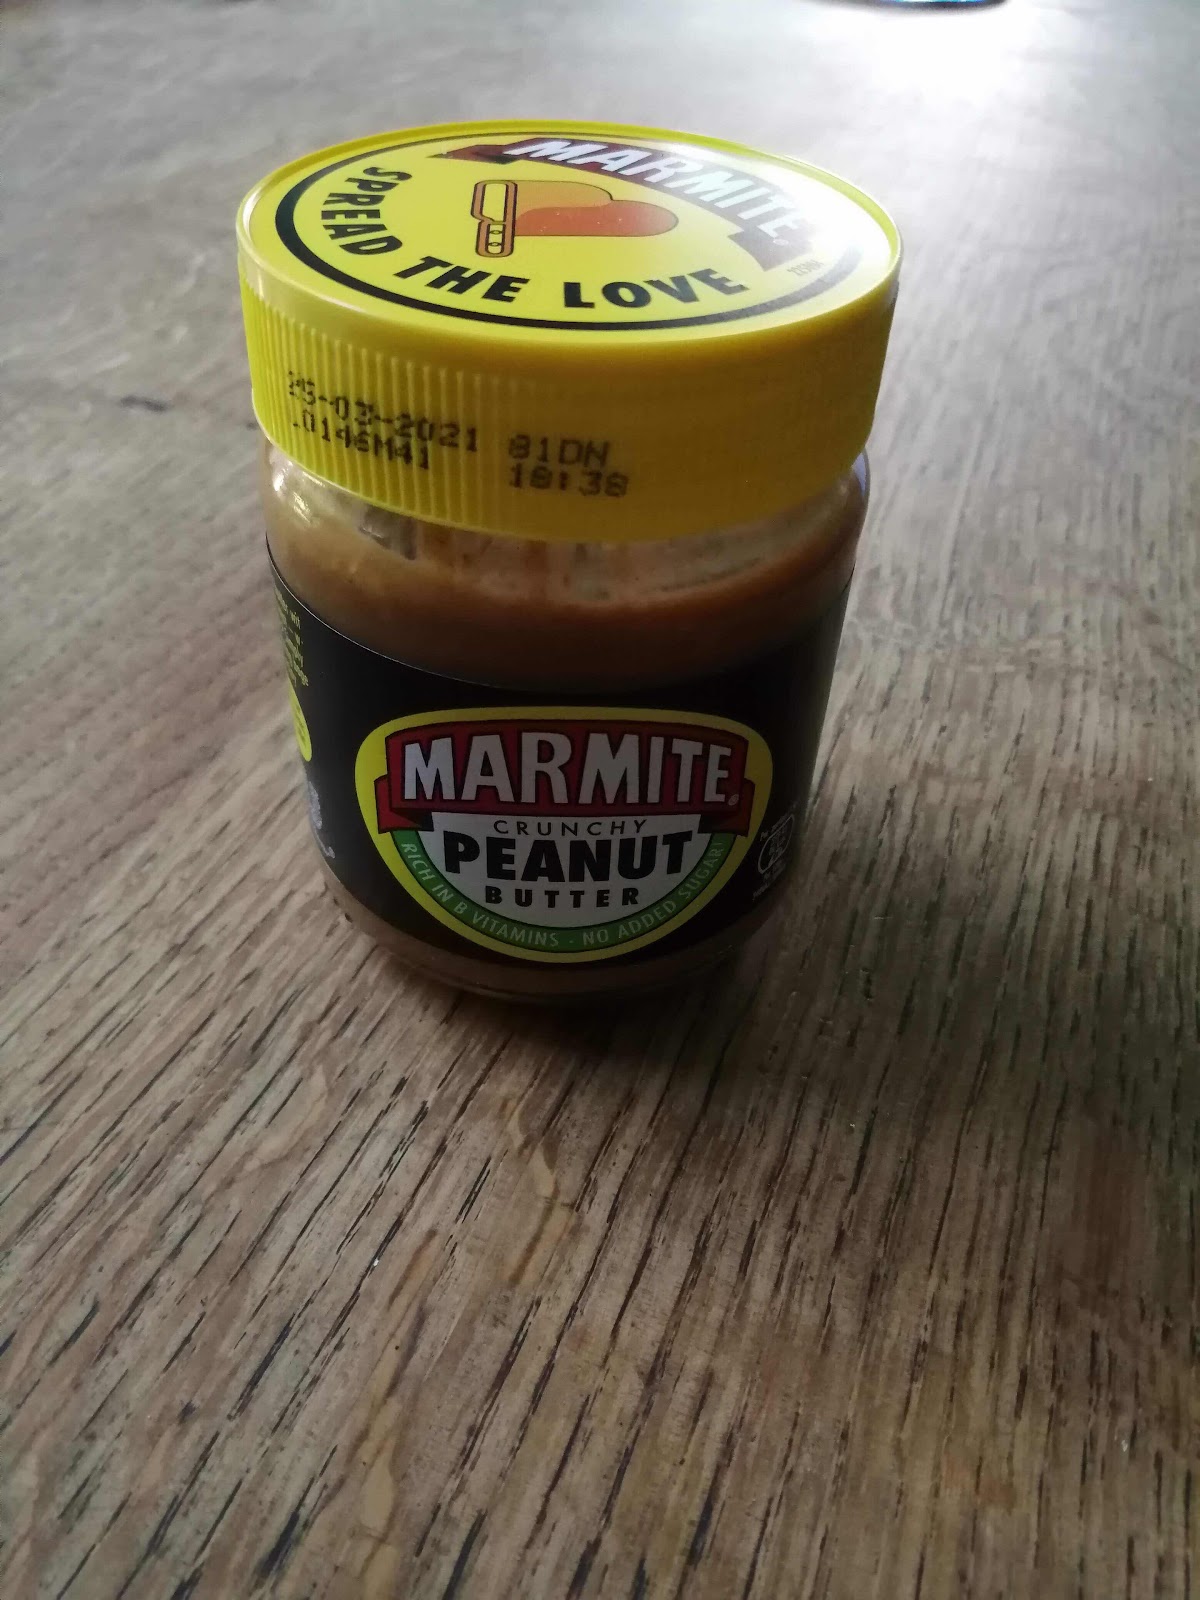 MARMITE
SPREAD THE LOVE
25-03-2021 81DN
L0146M41 18:38
MARMITE
CRUNCHY
PEANUT
BUTTER
RICH IN B VITAMINS · NO ADDED SUGAR!